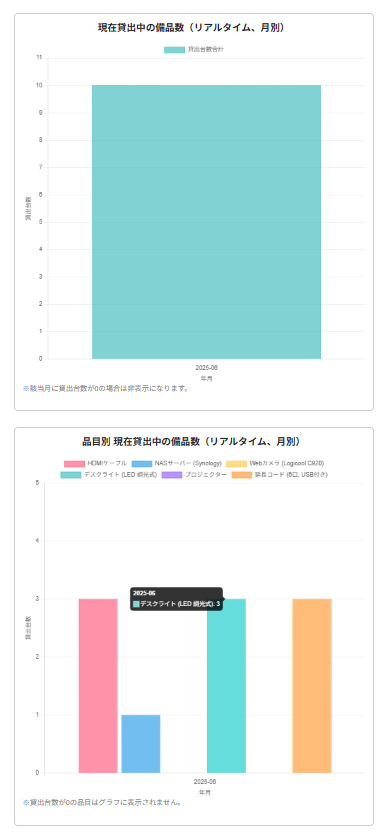 現在貸出中の備品数（リアルタイム、月別）
貸出台数合計
11
10
9
8
7
6
5
4
3
2
1
0
貸出台数
2025-06
年月
※該当月に貸出台数が0の場合は非表示になります。
品目別 現在貸出中の備品数（リアルタイム、月別）
HDMIケーブル NASサーバー (Synology) Webカメラ (Logicool C920)
デスクライト (LED 調光式) プロジェクター 延長コード (6口, USB付き)
5
4
3
2
1
0
貸出台数
2025-06
デスクライト (LED 調光式): 3
2025-06
年月
※貸出台数が0の品目はグラフに表示されません。